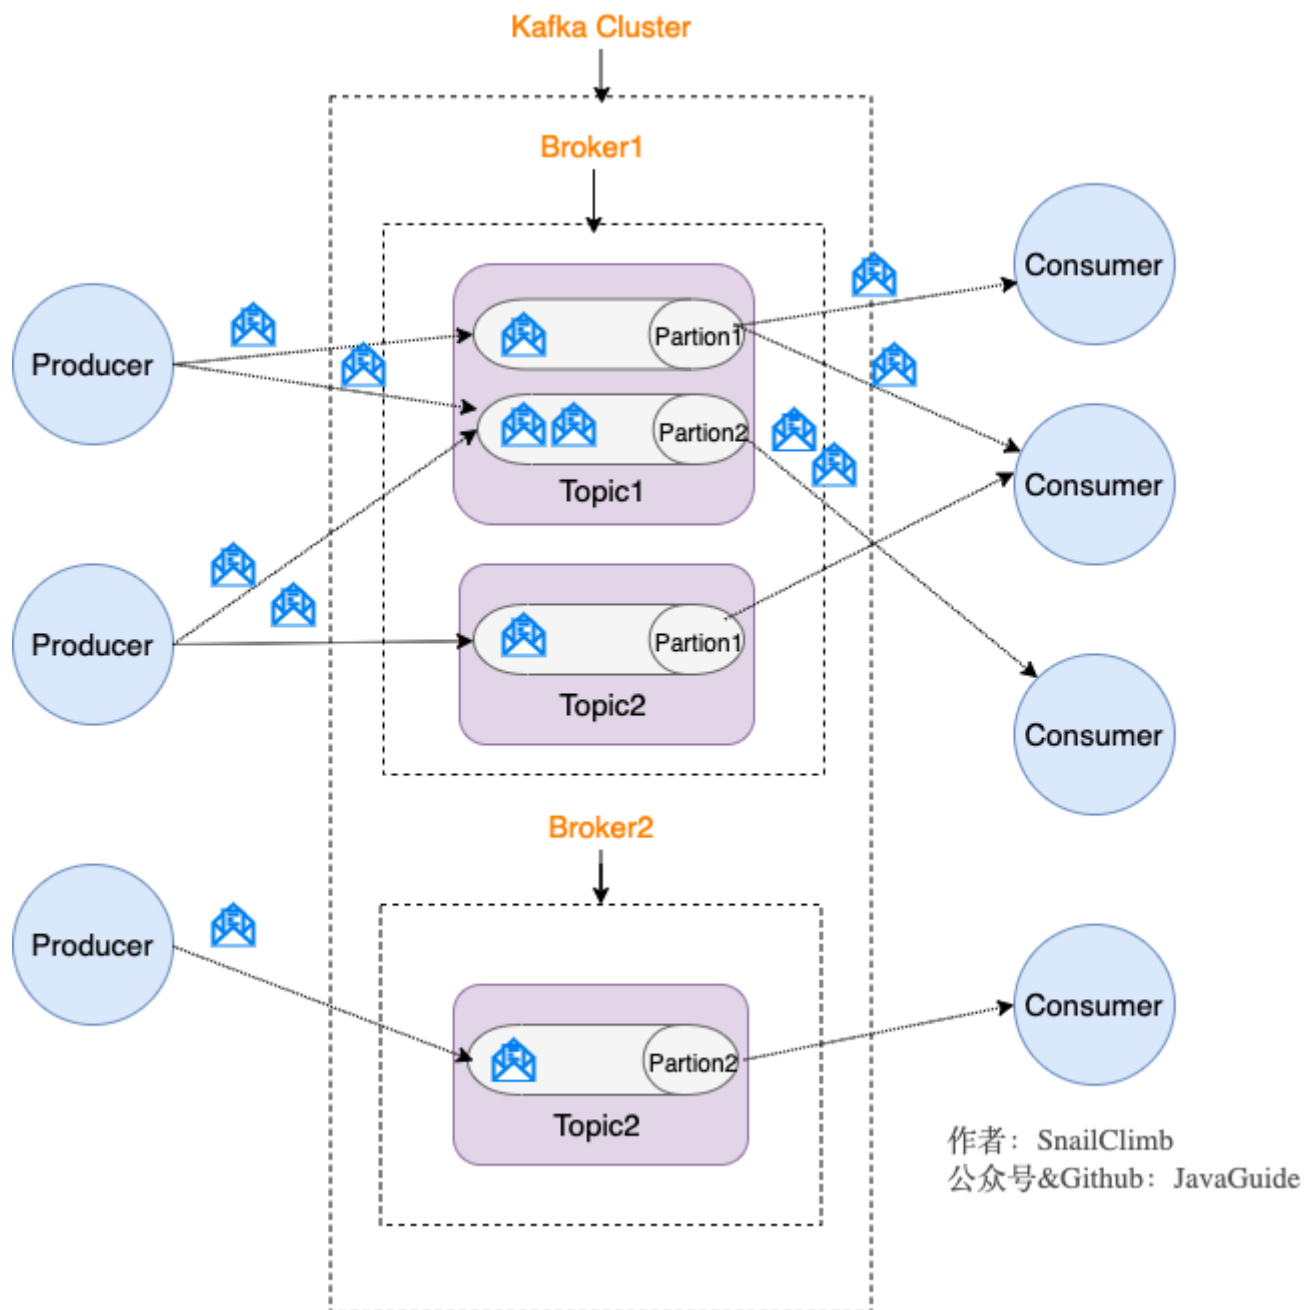 Kafka Cluster
Broker1
Producer
Partion1
Partion2
Topic1
Consumer
Consumer
Producer
Partion1
Topic2
Consumer
Broker2
Producer
Partion2
Topic2
Consumer
作者：SnailClimb
公众号&Github：JavaGuide